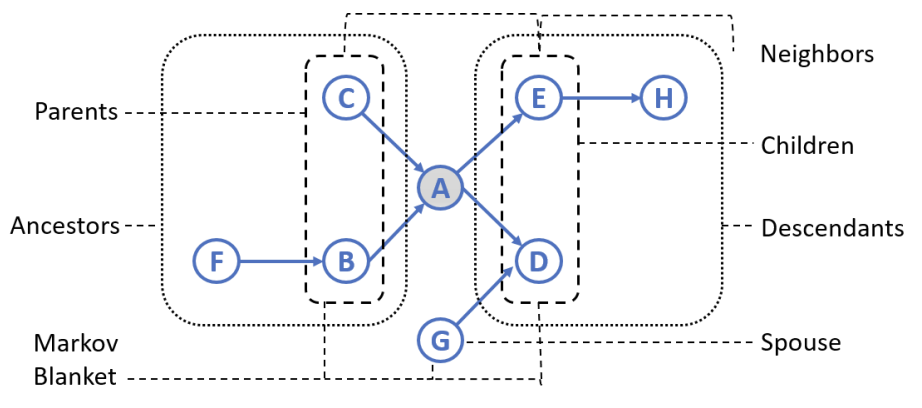 Neighbors
Parents
C
E
H
Children
A
Ancestors
Descendants
F
B
D
G
Spouse
Markov
Blanket